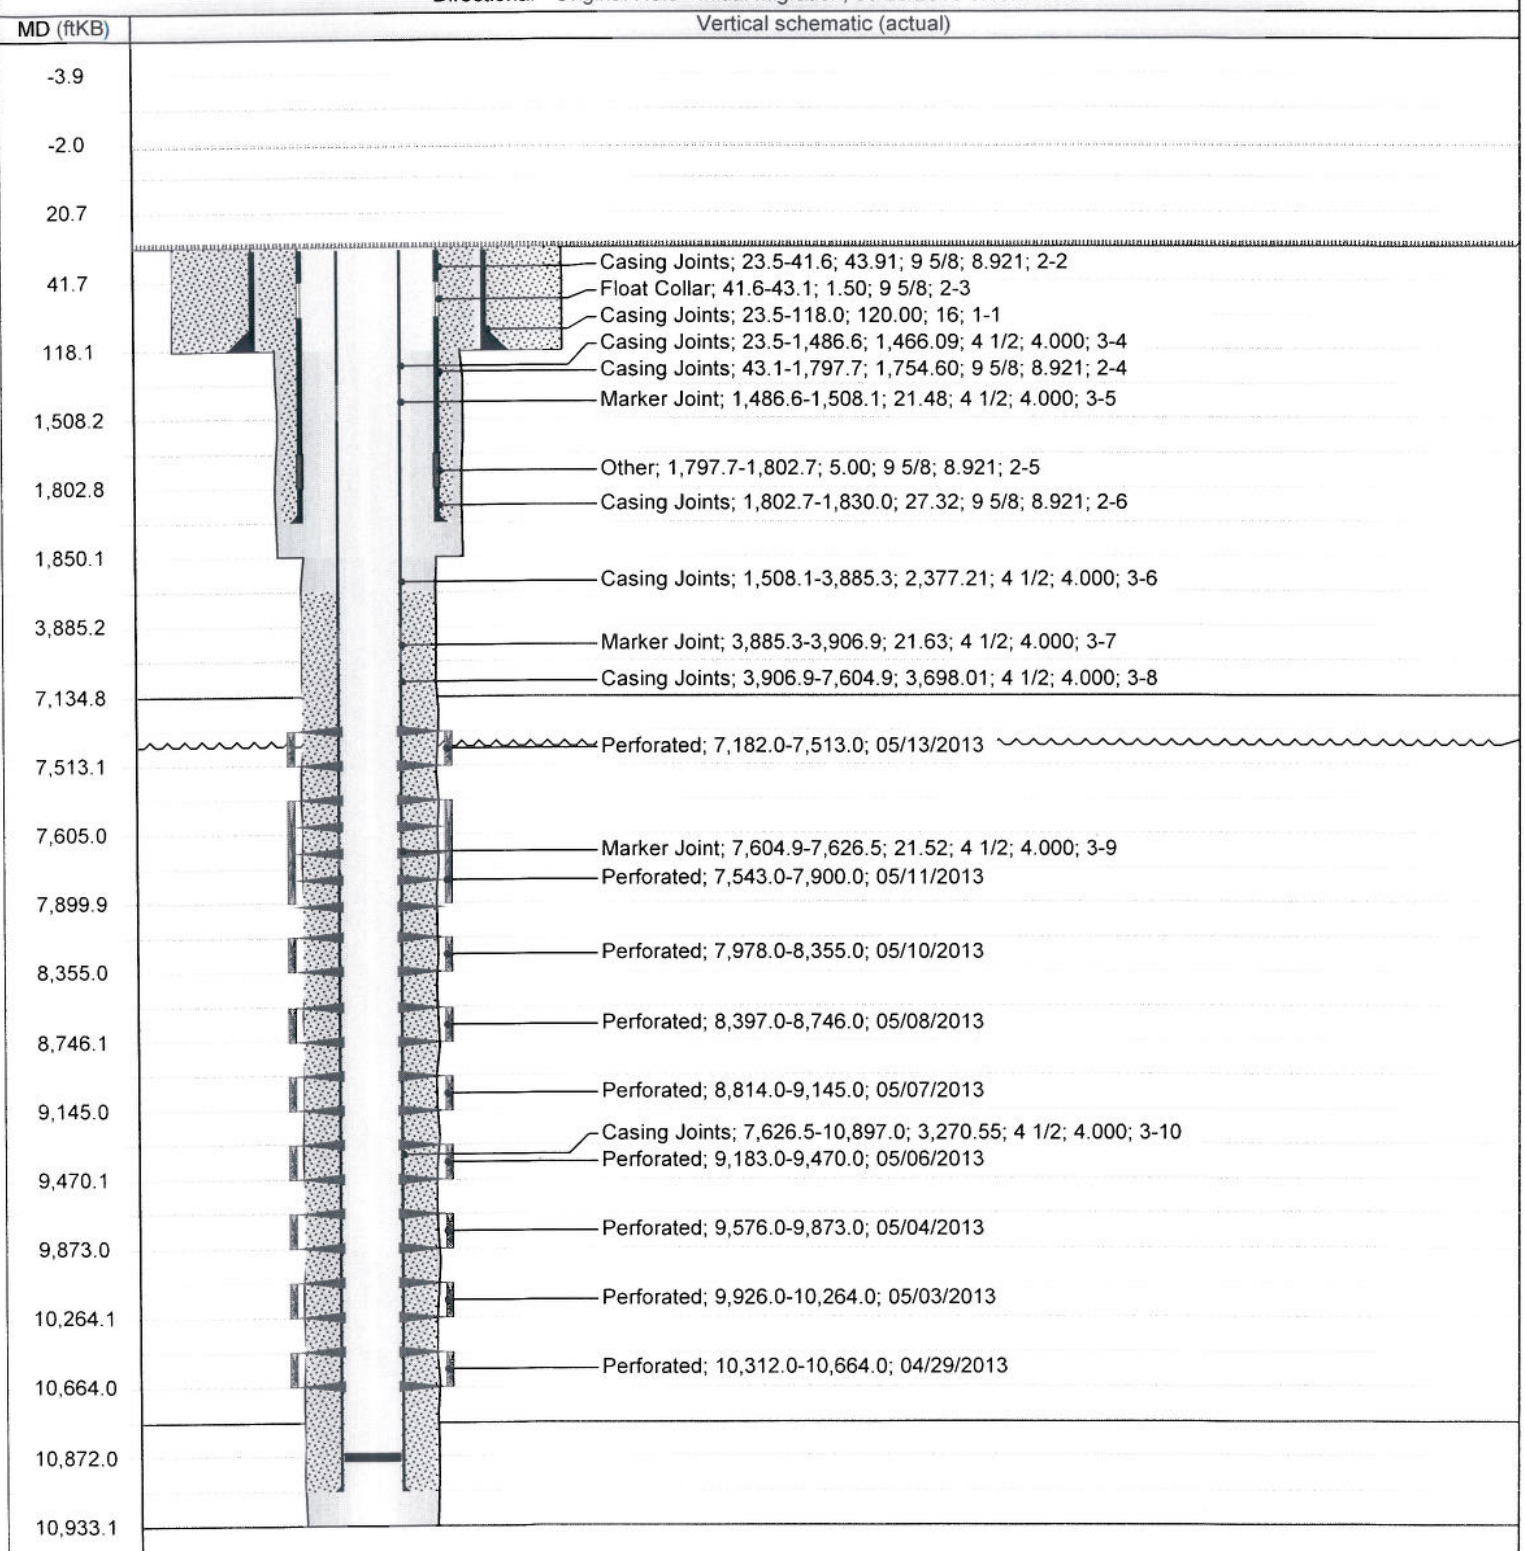 MD (ftKB)
Vertical schematic (actual)
-3.9
-2.0
20.7
Casing Joints; 23.5-41.6; 43.91; 9 5/8; 8.921; 2-2
41.7
Float Collar; 41.6-43.1; 1.50; 9 5/8; 2-3
Casing Joints; 23.5-118.0; 120.00; 16; 1-1
118.1
Casing Joints; 23.5-1,486.6; 1,466.09; 4 1/2; 4.000; 3-4
Casing Joints; 43.1-1,797.7; 1,754.60; 9 5/8; 8.921; 2-4
Marker Joint; 1,486.6-1,508.1; 21.48; 4 1/2; 4.000; 3-5
1,508.2
Other; 1,797.7-1,802.7; 5.00; 9 5/8; 8.921; 2-5
1,802.8
Casing Joints; 1,802.7-1,830.0; 27.32; 9 5/8; 8.921; 2-6
1,850.1
Casing Joints; 1,508.1-3,885.3; 2,377.21; 4 1/2; 4.000; 3-6
3,885.2
Marker Joint; 3,885.3-3,906.9; 21.63; 4 1/2; 4.000; 3-7
Casing Joints; 3,906.9-7,604.9; 3,698.01; 4 1/2; 4.000; 3-8
7,134.8
Perforated; 7,182.0-7,513.0; 05/13/2013
7,513.1
7,605.0
Marker Joint; 7,604.9-7,626.5; 21.52; 4 1/2; 4.000; 3-9
Perforated; 7,543.0-7,900.0; 05/11/2013
7,899.9
Perforated; 7,978.0-8,355.0; 05/10/2013
8,355.0
Perforated; 8,397.0-8,746.0; 05/08/2013
8,746.1
Perforated; 8,814.0-9,145.0; 05/07/2013
9,145.0
Casing Joints; 7,626.5-10,897.0; 3,270.55; 4 1/2; 4.000; 3-10
Perforated; 9,183.0-9,470.0; 05/06/2013
9,470.1
Perforated; 9,576.0-9,873.0; 05/04/2013
9,873.0
Perforated; 9,926.0-10,264.0; 05/03/2013
10,264.1
Perforated; 10,312.0-10,664.0; 04/29/2013
10,664.0
10,872.0
10,933.1